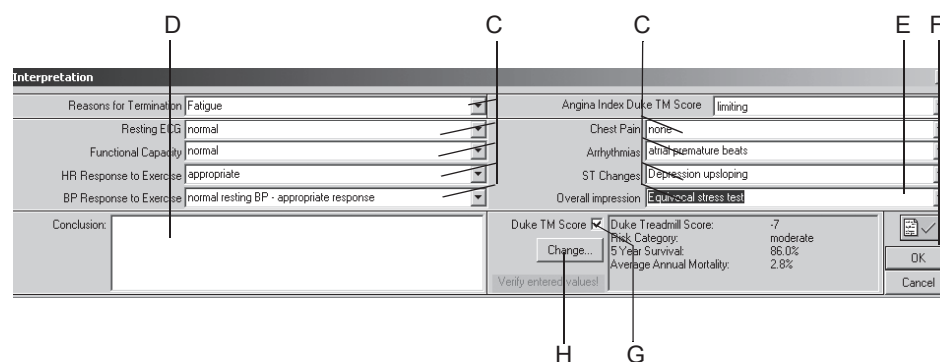 D C C E F
Interpretation
Reasons for Termination Fatigue Angina Index Duke TM Score limiting
Resting ECG normal Chest Pain none
Functional Capacity normal Arrhythmias atrial premature beats
HR Response to Exercise appropriate ST Changes Depression upsloping
BP Response to Exercise normal resting BP - appropriate response Overall impression Equivocal stress test
Conclusion: Duke TM Score Duke Treadmill Score: -7
Risk Category: moderate
Change... 5 Year Survival: 86.0% OK
Average Annual Mortality: 2.8%
Verify entered values! Cancel
H G